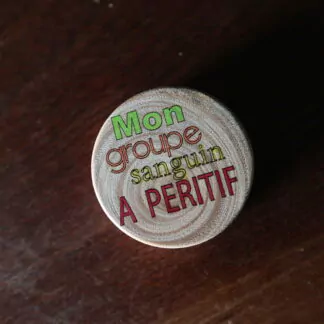 Mon
groupe
sanguin
A PERITIF